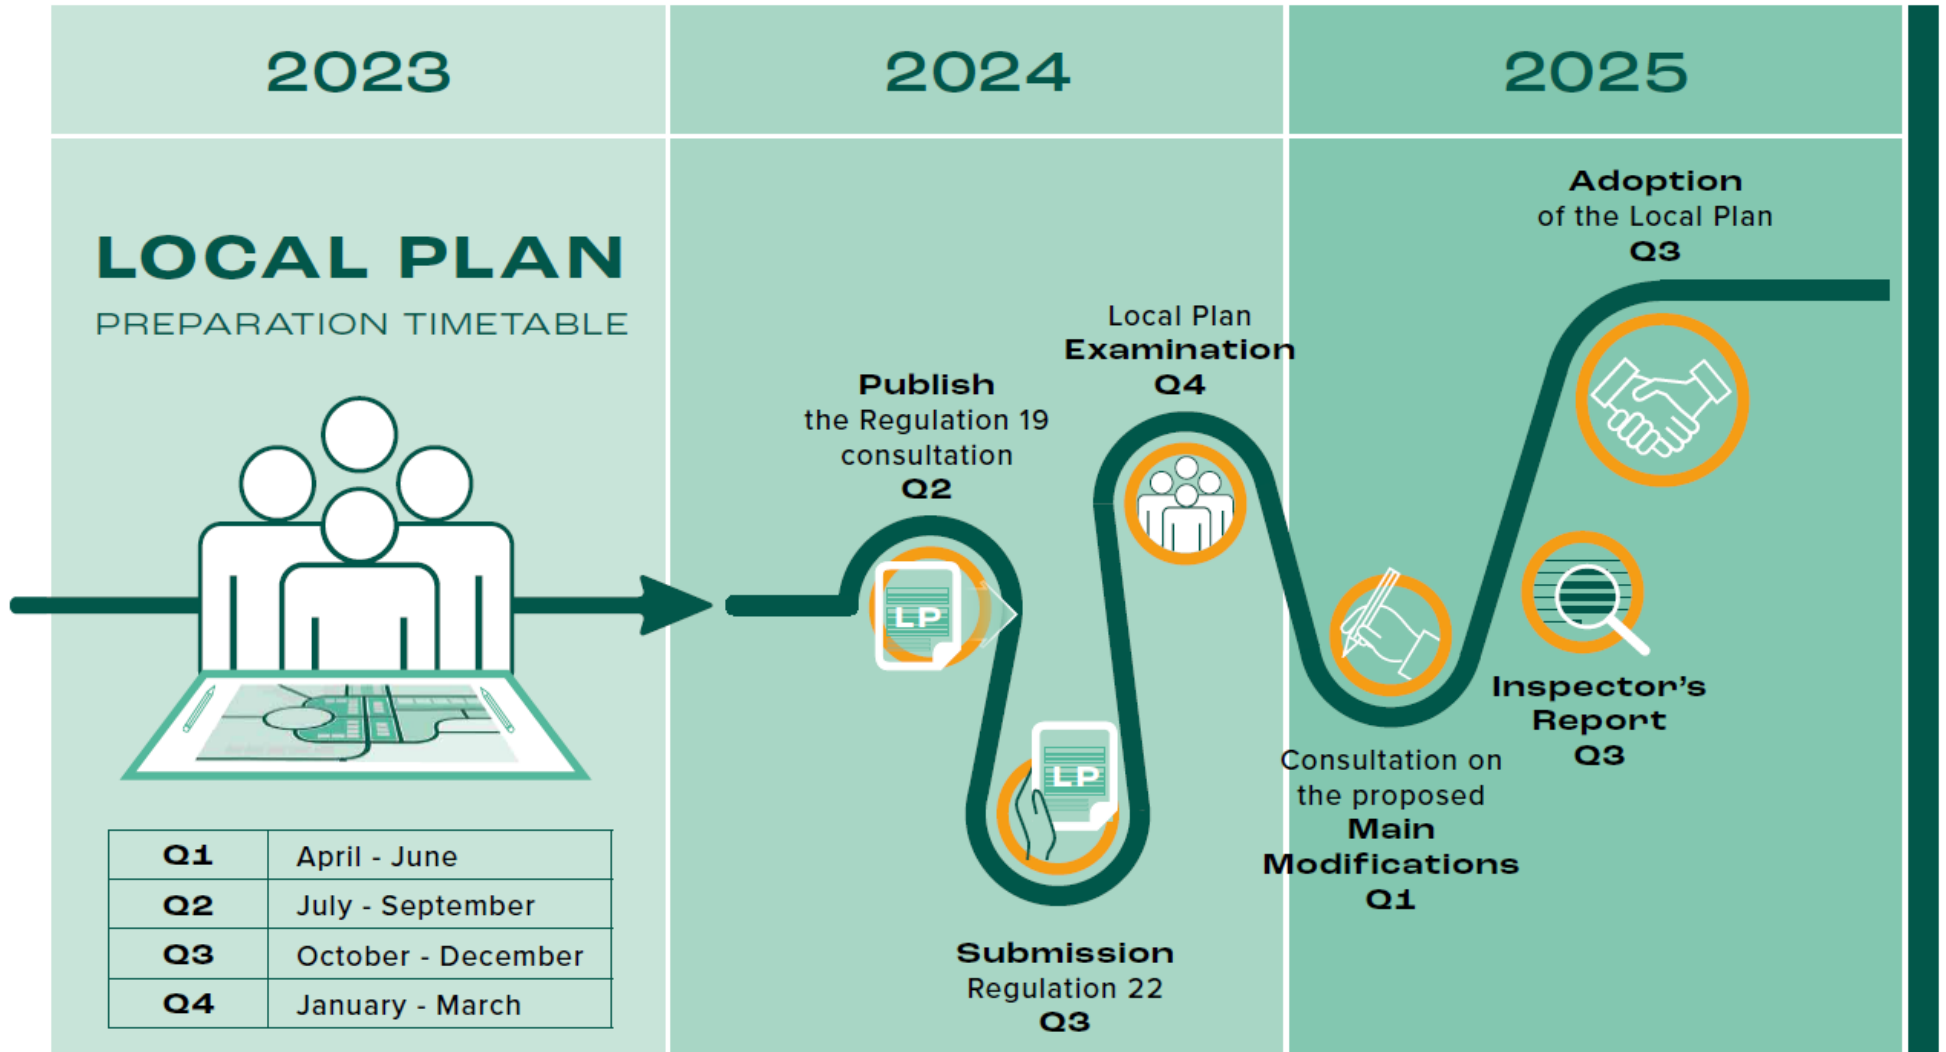 2023
2024
2025
LOCAL PLAN
PREPARATION TIMETABLE
Q1 April - June
Q2 July - September
Q3 October - December
Q4 January - March
Publish
the Regulation 19
consultation
Q2
LP
LP
Submission
Regulation 22
Q3
Local Plan
Examination
Q4
Consultation on
the proposed
Main
Modifications
Q1
Inspector's
Report
Q3
Adoption
of the Local Plan
Q3